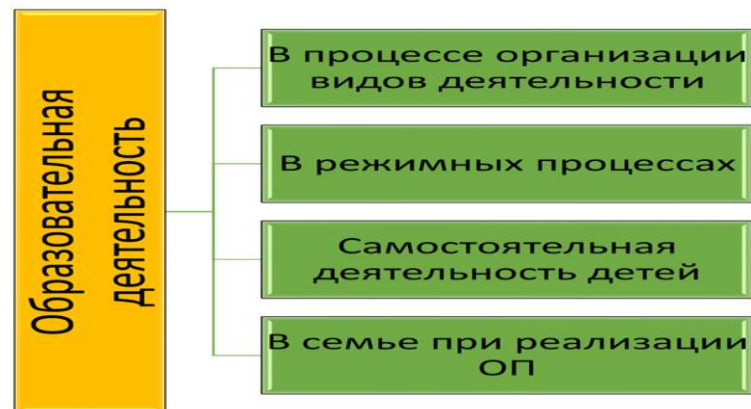 Образовательная
деятельность
В процессе организации
видов деятельности
В режимных процессах
Самостоятельная
деятельность детей
В семье при реализации
ОП